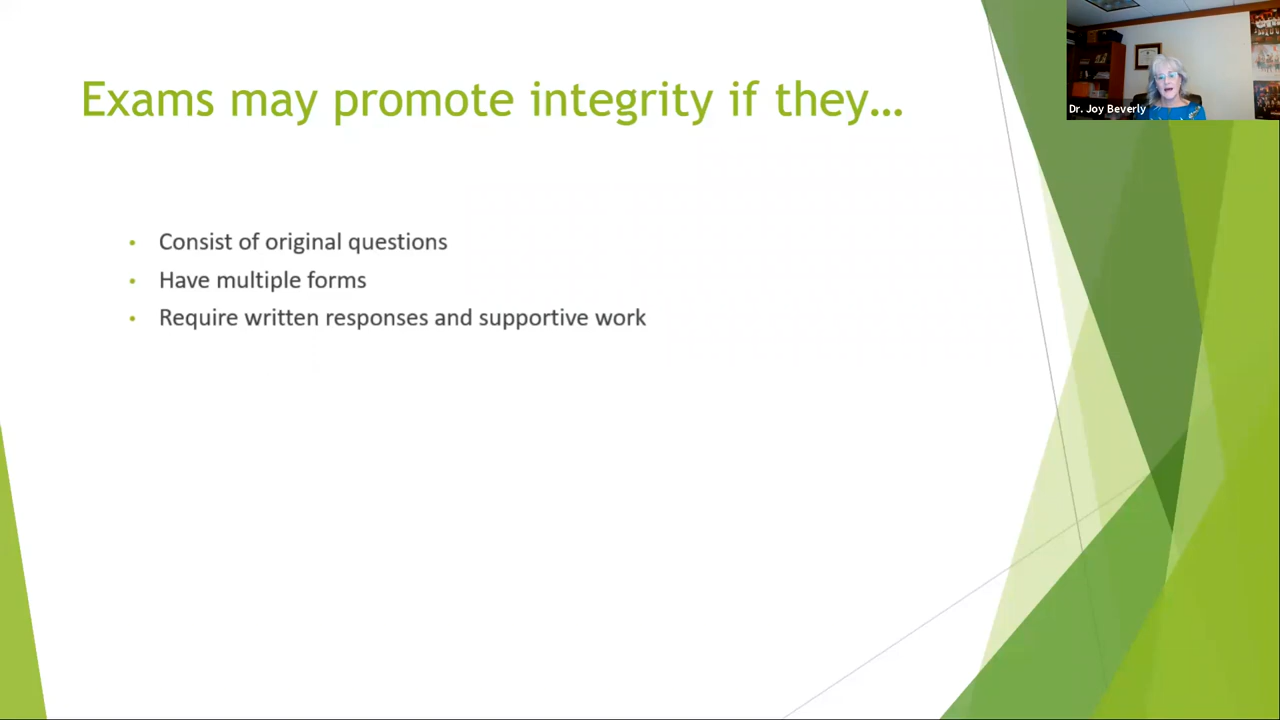 Exams may promote integrity if they…
Dr. Joy Beverly
• Consist of original questions
• Have multiple forms
• Require written responses and supportive work